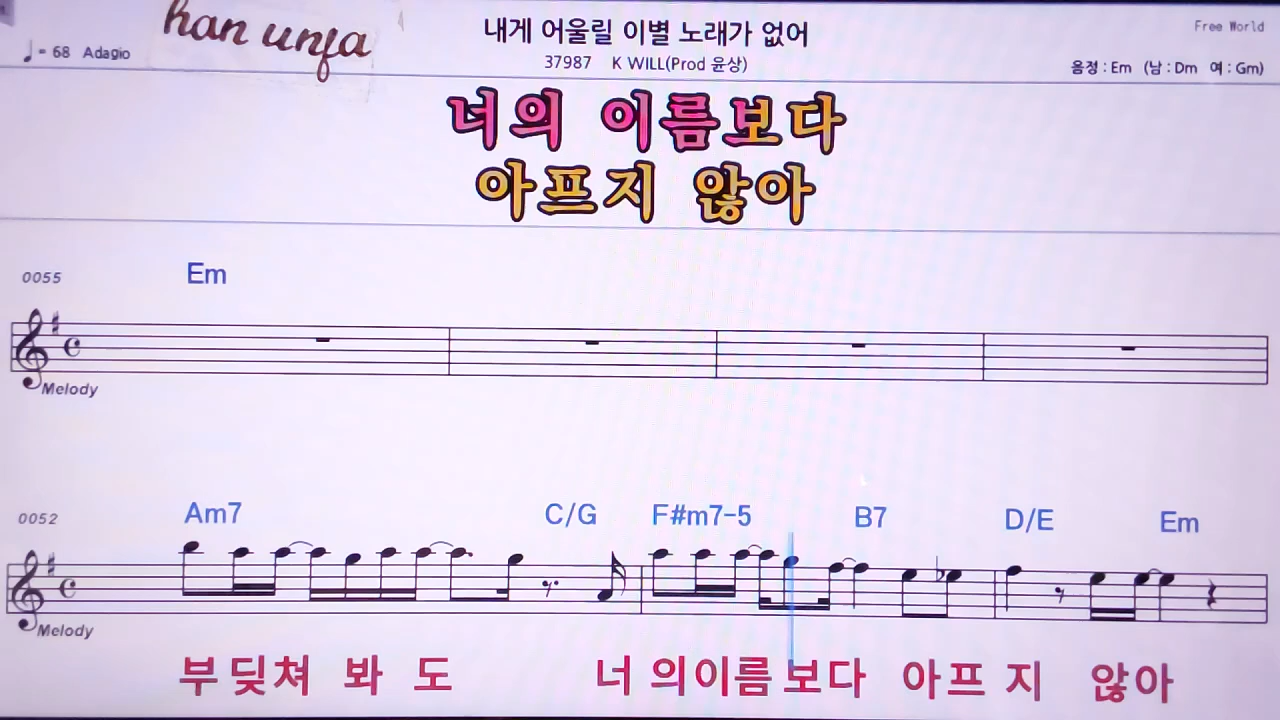 han unja
내게 어울릴 이별 노래가 없어
Free World
♩= 68 Adagio
37987 K WILL(Prod 윤상)
음정 : Em (남 : Dm 여 : Gm)
너의 이름보다
아프지 않아
0055 Em
Melody
0052 Am7 C/G F#m7-5 B7 D/E Em
Melody
부딪쳐 봐 도 너 의이름 보다 아프 지 않아